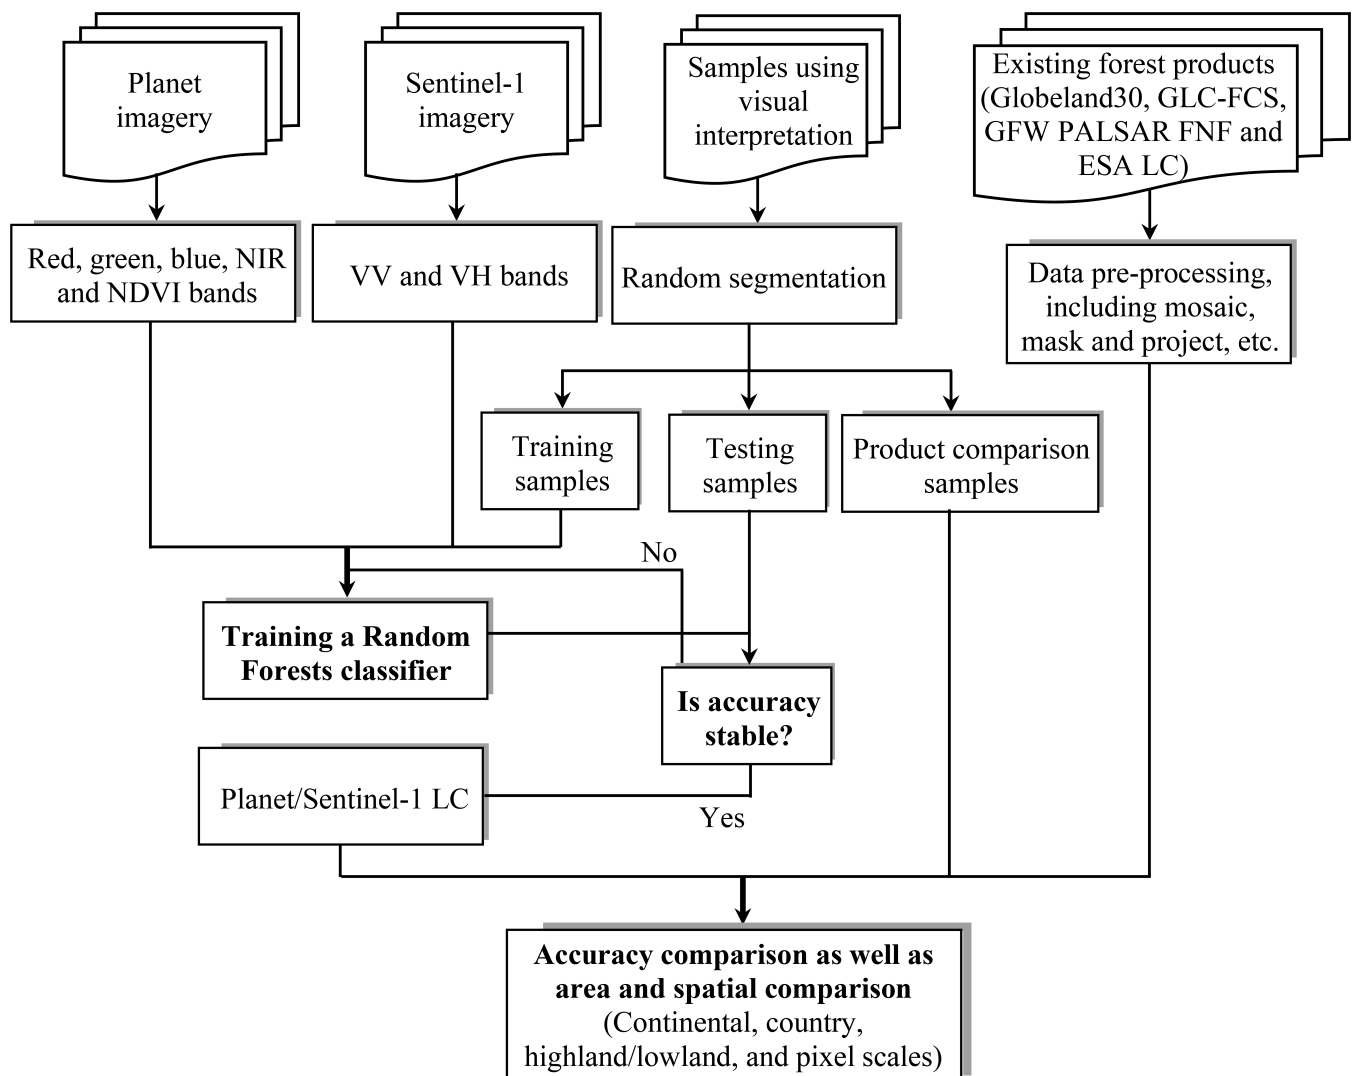 Planet
imagery
Sentinel-1
imagery
Samples using
visual
interpretation
Existing forest products
(Globeland30, GLC-FCS,
GFW PALSAR FNF and
ESA LC)
Red, green, blue, NIR
and NDVI bands
VV and VH bands
Random segmentation
Data pre-processing,
including mosaic,
mask and project, etc.
Training
samples
Testing
samples
Product comparison
samples
No
Training a Random
Forests classifier
Is accuracy
stable?
Planet/Sentinel-1 LC
Yes
Accuracy comparison as well as
area and spatial comparison
(Continental, country,
highland/lowland, and pixel scales)